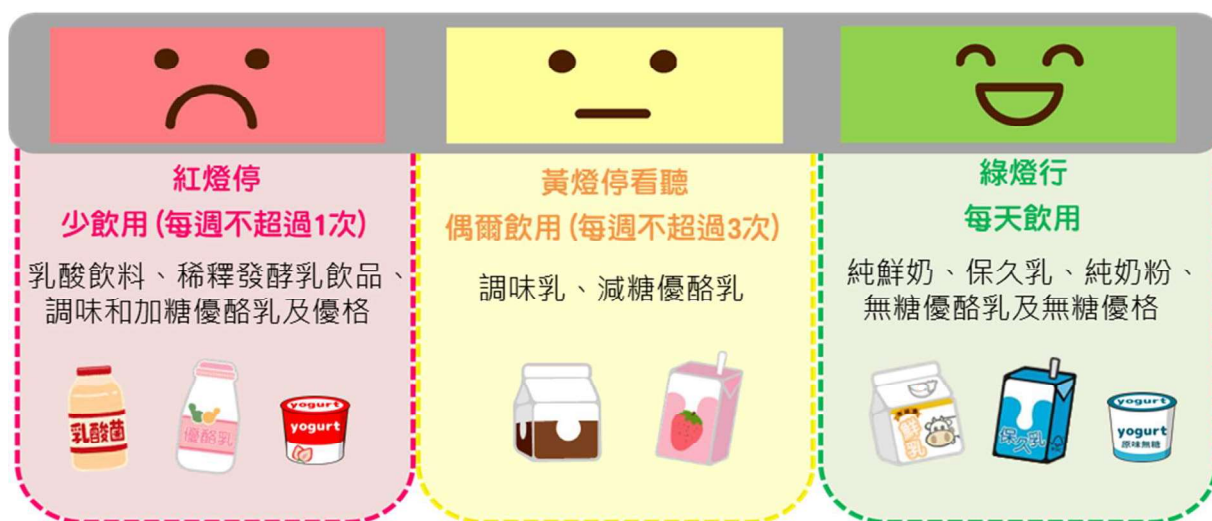 紅燈停
少飲用(每週不超過1次)
乳酸飲料、稀釋發酵乳飲品、
調味和加糖優酪乳及優格
乳酸菌
優酪乳
yogurt
yogurt
黃燈停看聽
偶爾飲用(每週不超過3次)
調味乳、減糖優酪乳
綠燈行
每天飲用
純鮮奶、保久乳、純奶粉、
無糖優酪乳及無糖優格
鮮乳
保久乳
yogurt
yogurt
原味無糖